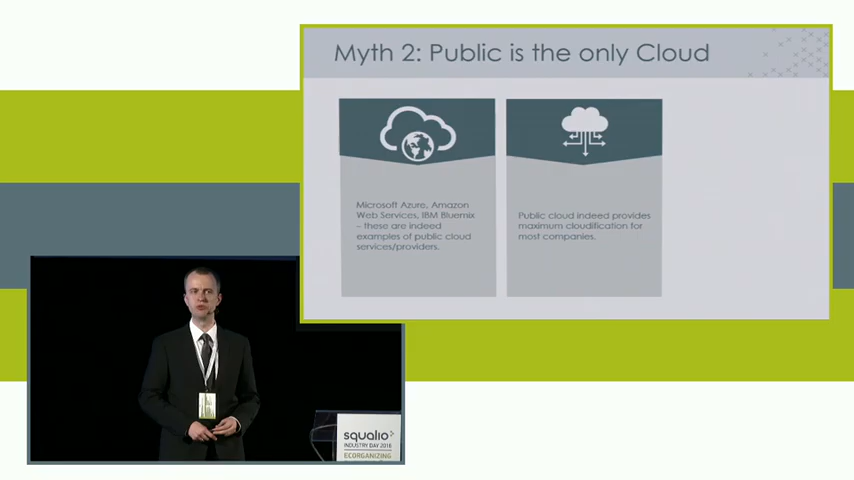 Myth 2: Public is the only Cloud
Microsoft Azure, Amazon
Web Services, IBM Bluemix
– these are indeed
examples of public cloud
services/providers.
Public cloud indeed provides
maximum cloudification for
most companies.
squalio
INDUSTRY DAY 2016
ECORGANIZING